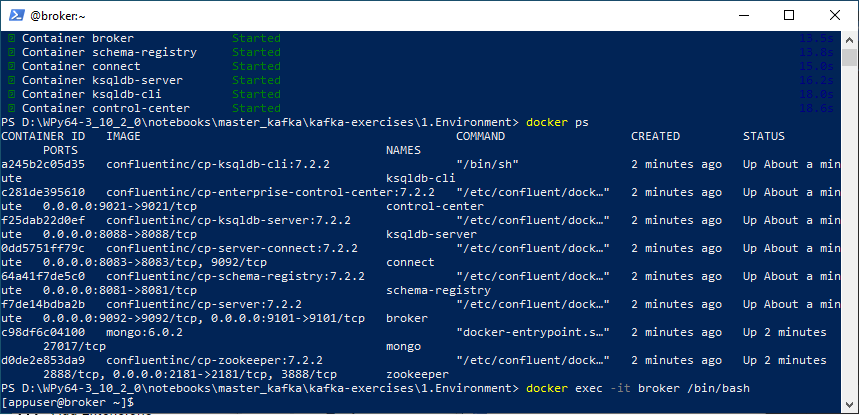 @broker:~
Container broker Started 13.5s
Container schema-registry Started 13.8s
Container connect Started 15.0s
Container ksqldb-server Started 16.2s
Container ksqldb-cli Started 18.0s
Container control-center Started 18.6s
PS D:\WPy64-3_10_2_0\notebooks\master_kafka\kafka-exercises\1.Environment> docker ps
CONTAINER ID IMAGE COMMAND CREATED STATUS
PORTS NAMES
a245b2c05d35 confluentinc/cp-ksqldb-cli:7.2.2 "/bin/sh" 2 minutes ago Up About a min
ute ksqldb-cli
c281de395610 confluentinc/cp-enterprise-control-center:7.2.2 "/etc/confluent/dock…" 2 minutes ago Up About a min
ute 0.0.0.0:9021->9021/tcp control-center
f25dab22d0ef confluentinc/cp-ksqldb-server:7.2.2 "/etc/confluent/dock…" 2 minutes ago Up About a min
ute 0.0.0.0:8088->8088/tcp ksqldb-server
0dd5751ff79c confluentinc/cp-server-connect:7.2.2 "/etc/confluent/dock…" 2 minutes ago Up About a min
ute 0.0.0.0:8083->8083/tcp, 9092/tcp connect
64a41f7de5c0 confluentinc/cp-schema-registry:7.2.2 "/etc/confluent/dock…" 2 minutes ago Up About a min
ute 0.0.0.0:8081->8081/tcp schema-registry
f7de14bdba2b confluentinc/cp-server:7.2.2 "/etc/confluent/dock…" 2 minutes ago Up About a min
ute 0.0.0.0:9092->9092/tcp, 0.0.0.0:9101->9101/tcp broker
c98df6c04100 mongo:6.0.2 "docker-entrypoint.s…" 2 minutes ago Up 2 minutes
27017/tcp mongo
d0de2e853da9 confluentinc/cp-zookeeper:7.2.2 "/etc/confluent/dock…" 2 minutes ago Up 2 minutes
2888/tcp, 0.0.0.0:2181->2181/tcp, 3888/tcp zookeeper
PS D:\WPy64-3_10_2_0\notebooks\master_kafka\kafka-exercises\1.Environment> docker exec -it broker /bin/bash
[appuser@broker ~]$